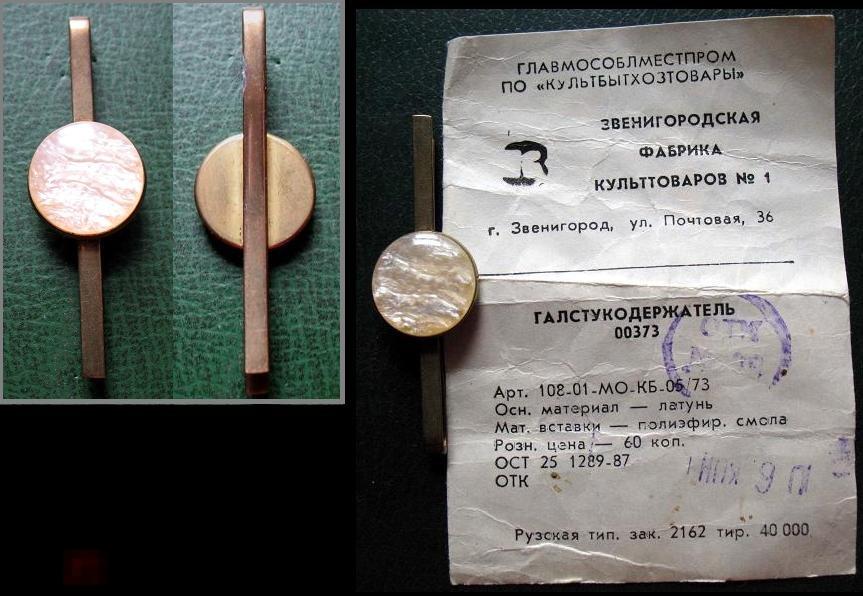 ГЛАВМОСОБЛМЕСТПРОМ
ПО «КУЛЬТБЫТХОЗТОВАРЫ»
ЗВЕНИГОРОДСКАЯ
ФАБРИКА
КУЛЬТТОВАРОВ № 1
г. Звенигород, ул. Почтовая, 36
ГАЛСТУКОДЕРЖАТЕЛЬ
00373
Арт. 108-01-МО-КБ-05/73
Осн. материал — латунь
Мат. вставки — полиэфир. смола
Розн. цена — 60 коп.
ОСТ 25 1289-87
ОТК
Рузская тип. зак. 2162 тир. 40 000